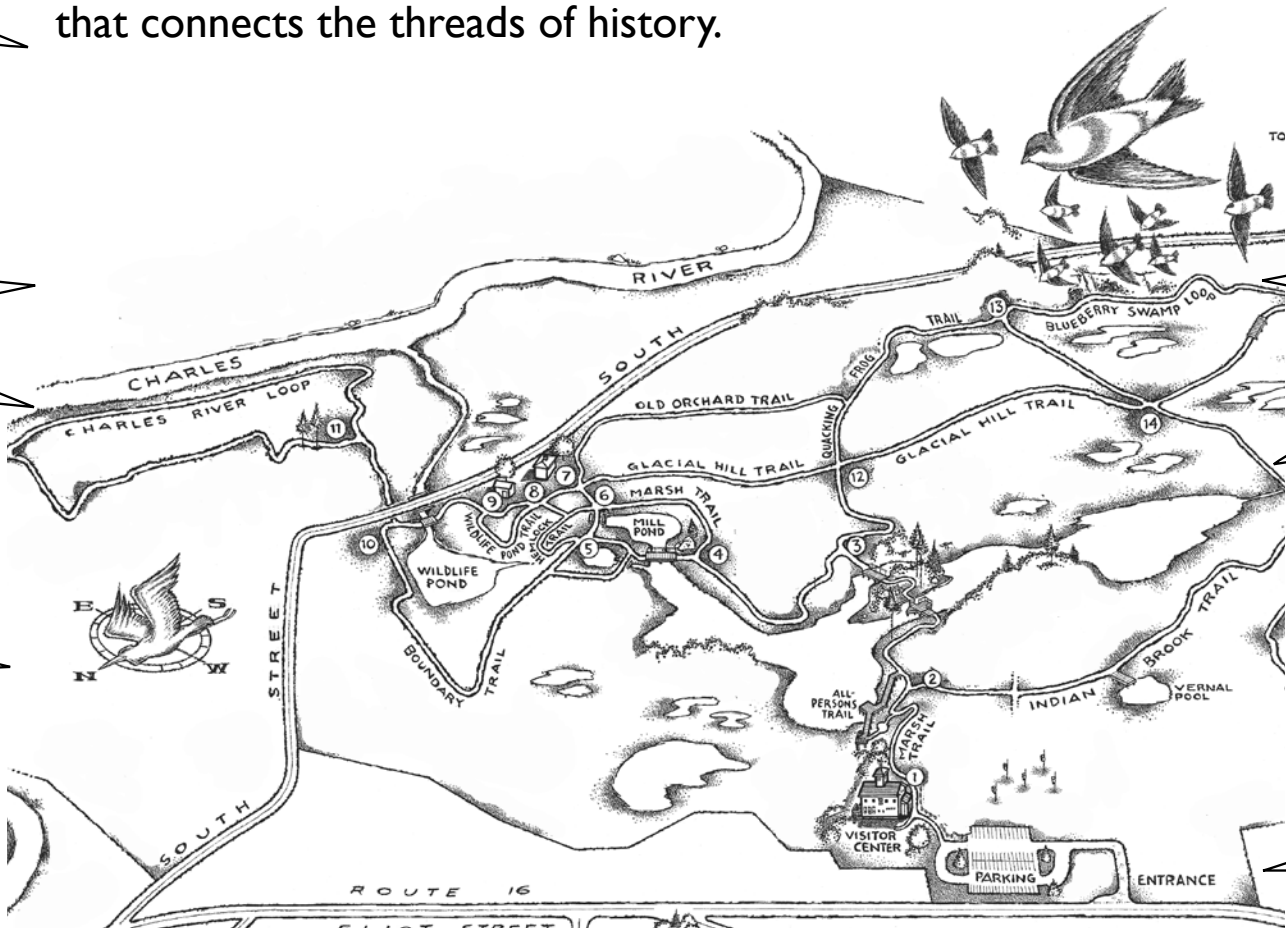 that connects the threads of history.
TO
RIVER
CHARLES
CHARLES RIVER LOOP
SOUTH
TRAIL
13
BLUEBERRY SWAMP LOOP
FROG
QUACKING
OLD ORCHARD TRAIL
GLACIAL HILL TRAIL
GLACIAL HILL TRAIL
14
11
12
7
8
9
6
MARSH TRAIL
MILL
POND
WILDLIFE
POND TRAIL
HEMLOCK
TRAIL
5
4
3
10
WILDLIFE
POND
E
S
N
W
STREET
BOUNDARY
TRAIL
2
INDIAN
BROOK
TRAIL
VERNAL
POOL
ALL-
PERSONS
TRAIL
MARSH
TRAIL
1
VISITOR
CENTER
PARKING
ENTRANCE
SOUTH
ROUTE 16
ELIOT STREET